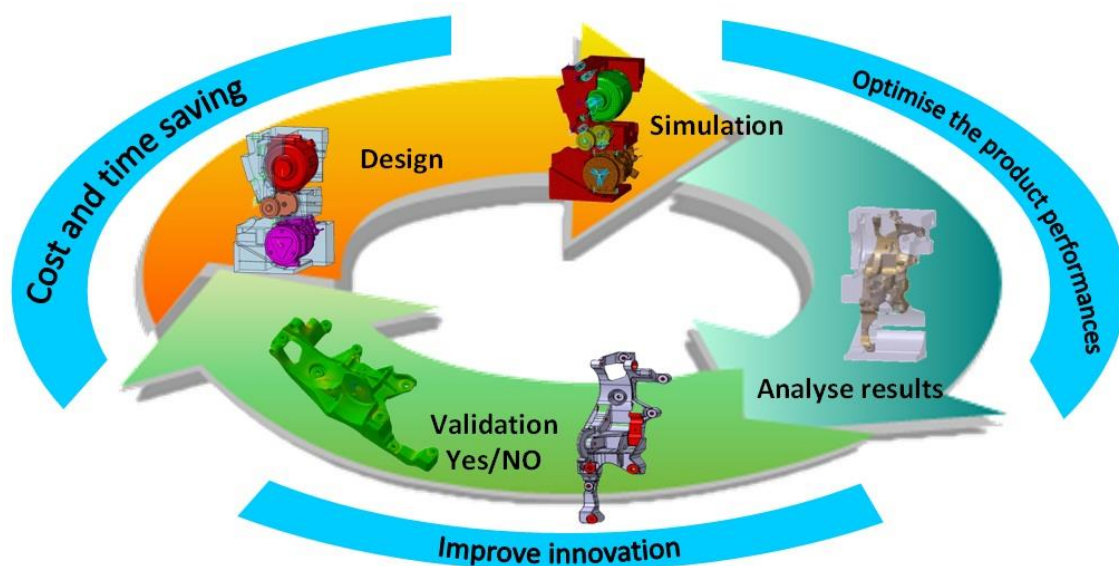 Cost and time saving
Design
Simulation
Optimise the product performances
Analyse results
Validation
Yes/NO
Improve innovation